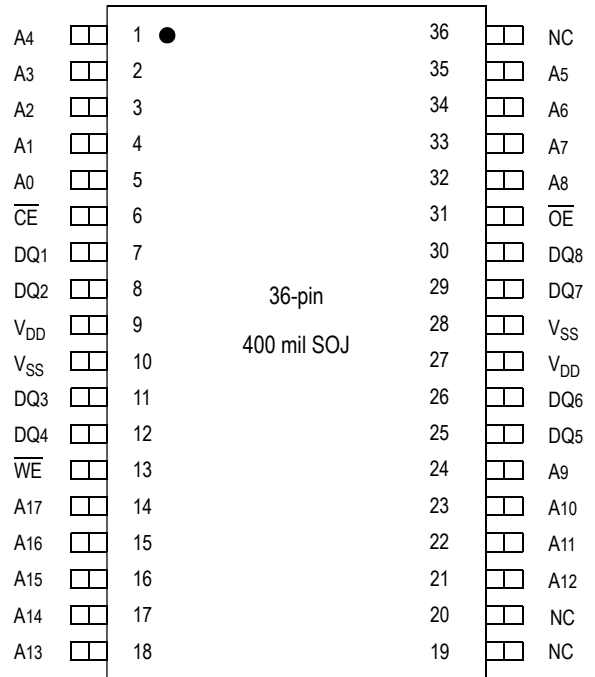 A4 1 36 NC
A3 2 35 A5
A2 3 34 A6
A1 4 33 A7
A0 5 32 A8
C̅E̅ 6 31 O̅E̅
DQ1 7 30 DQ8
DQ2 8 29 DQ7
36-pin
VDD 9 28 VSS
400 mil SOJ
VSS 10 27 VDD
DQ3 11 26 DQ6
DQ4 12 25 DQ5
W̅E̅ 13 24 A9
A17 14 23 A10
A16 15 22 A11
A15 16 21 A12
A14 17 20 NC
A13 18 19 NC